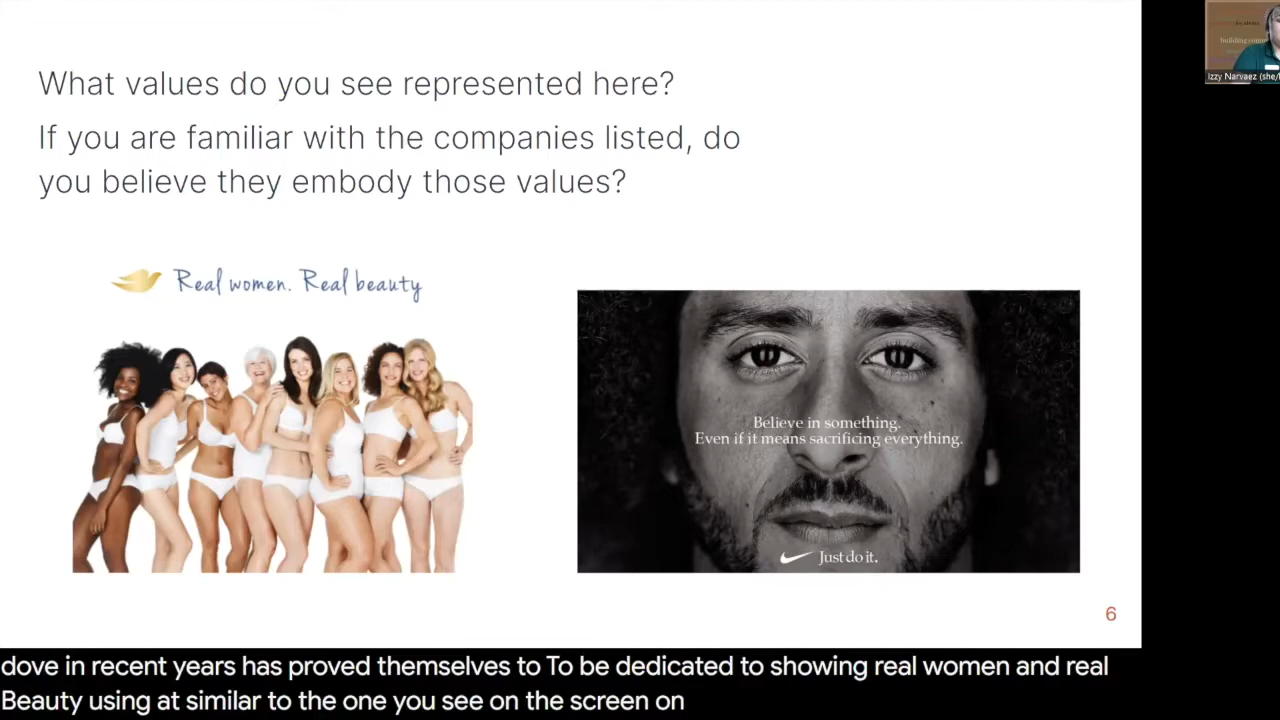 What values do you see represented here?
If you are familiar with the companies listed, do
you believe they embody those values?
Real women. Real beauty
Believe in something.
Even if it means sacrificing everything.
Just do it.
6
dove in recent years has proved themselves to To be dedicated to showing real women and real
Beauty using at similar to the one you see on the screen on
building
Izzy Narvaez (she/